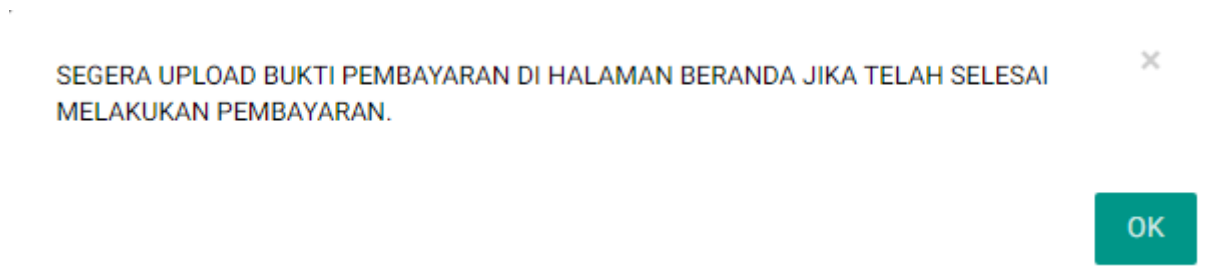 SEGERA UPLOAD BUKTI PEMBAYARAN DI HALAMAN BERANDA JIKA TELAH SELESAI
MELAKUKAN PEMBAYARAN.
OK